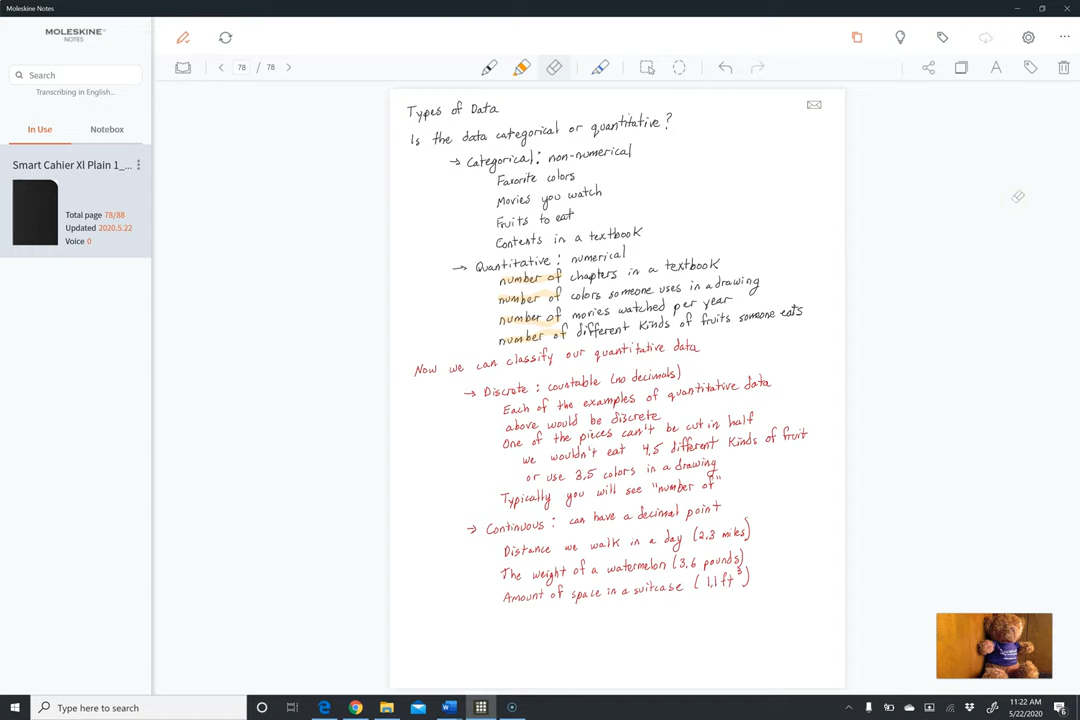 Moleskine Notes
MOLESKINE
NOTES
Search
Transcribing in English...
In Use
Notebook
Smart Cahier Xl Plain 1_...
Total page 78/88
Updated 2020.5.22
Voice 0
78 / 78
Types of Data
Is the data categorical or quantitative?
→ Categorical: non-numerical
Favorite colors
Movies you watch
Fruits to eat
Contents in a textbook
→ Quantitative: numerical
number of chapters in a textbook
number of colors someone uses in a drawing
number of movies watched per year
number of different kinds of fruits someone eats
Now we can classify our quantitative data
→ Discrete: countable (no decimals)
Each of the examples of quantitative data
above would be discrete
One of the pieces can't be cut in half
we wouldn't eat 4.5 different kinds of fruit
or use 3.5 colors in a drawing
Typically you will see "number of"
→ Continuous: can have a decimal point
Distance we walk in a day (2.3 miles)
The weight of a watermelon (3.6 pounds)
Amount of space in a suitcase (1.1 ft³)
Type here to search
11:22 AM
5/22/2020
6